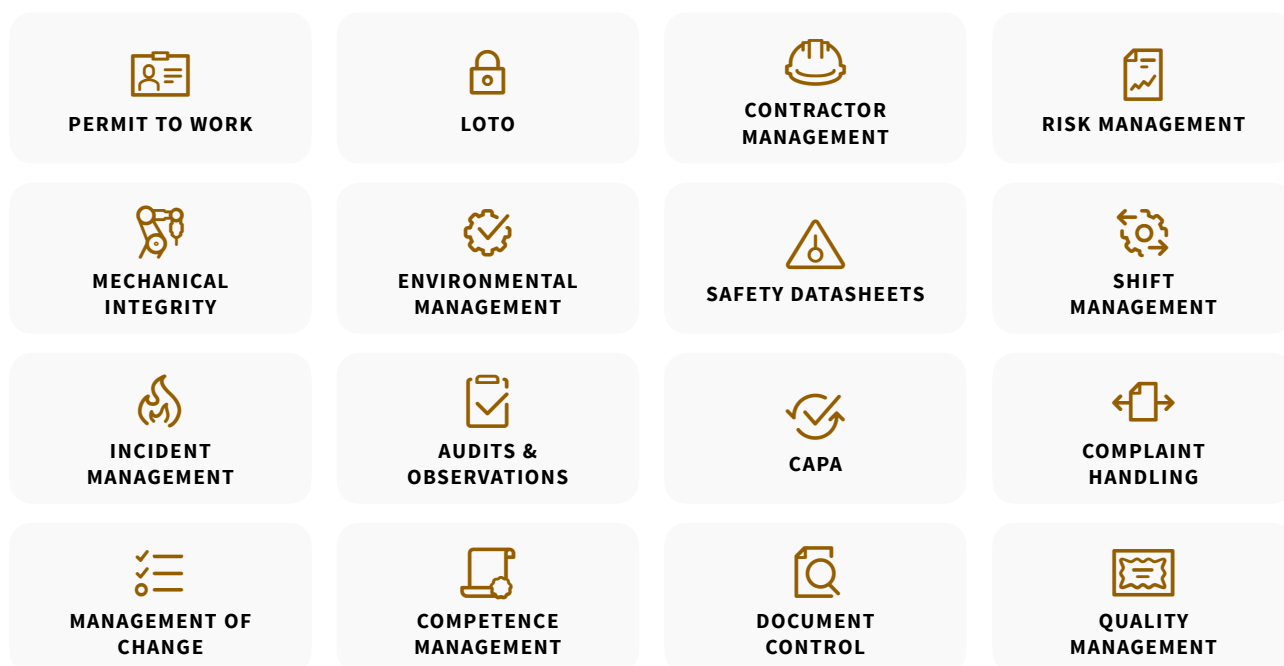 PERMIT TO WORK
LOTO
CONTRACTOR
MANAGEMENT
RISK MANAGEMENT
MECHANICAL
INTEGRITY
ENVIRONMENTAL
MANAGEMENT
SAFETY DATASHEETS
SHIFT
MANAGEMENT
INCIDENT
MANAGEMENT
AUDITS &
OBSERVATIONS
CAPA
COMPLAINT
HANDLING
MANAGEMENT OF
CHANGE
COMPETENCE
MANAGEMENT
DOCUMENT
CONTROL
QUALITY
MANAGEMENT